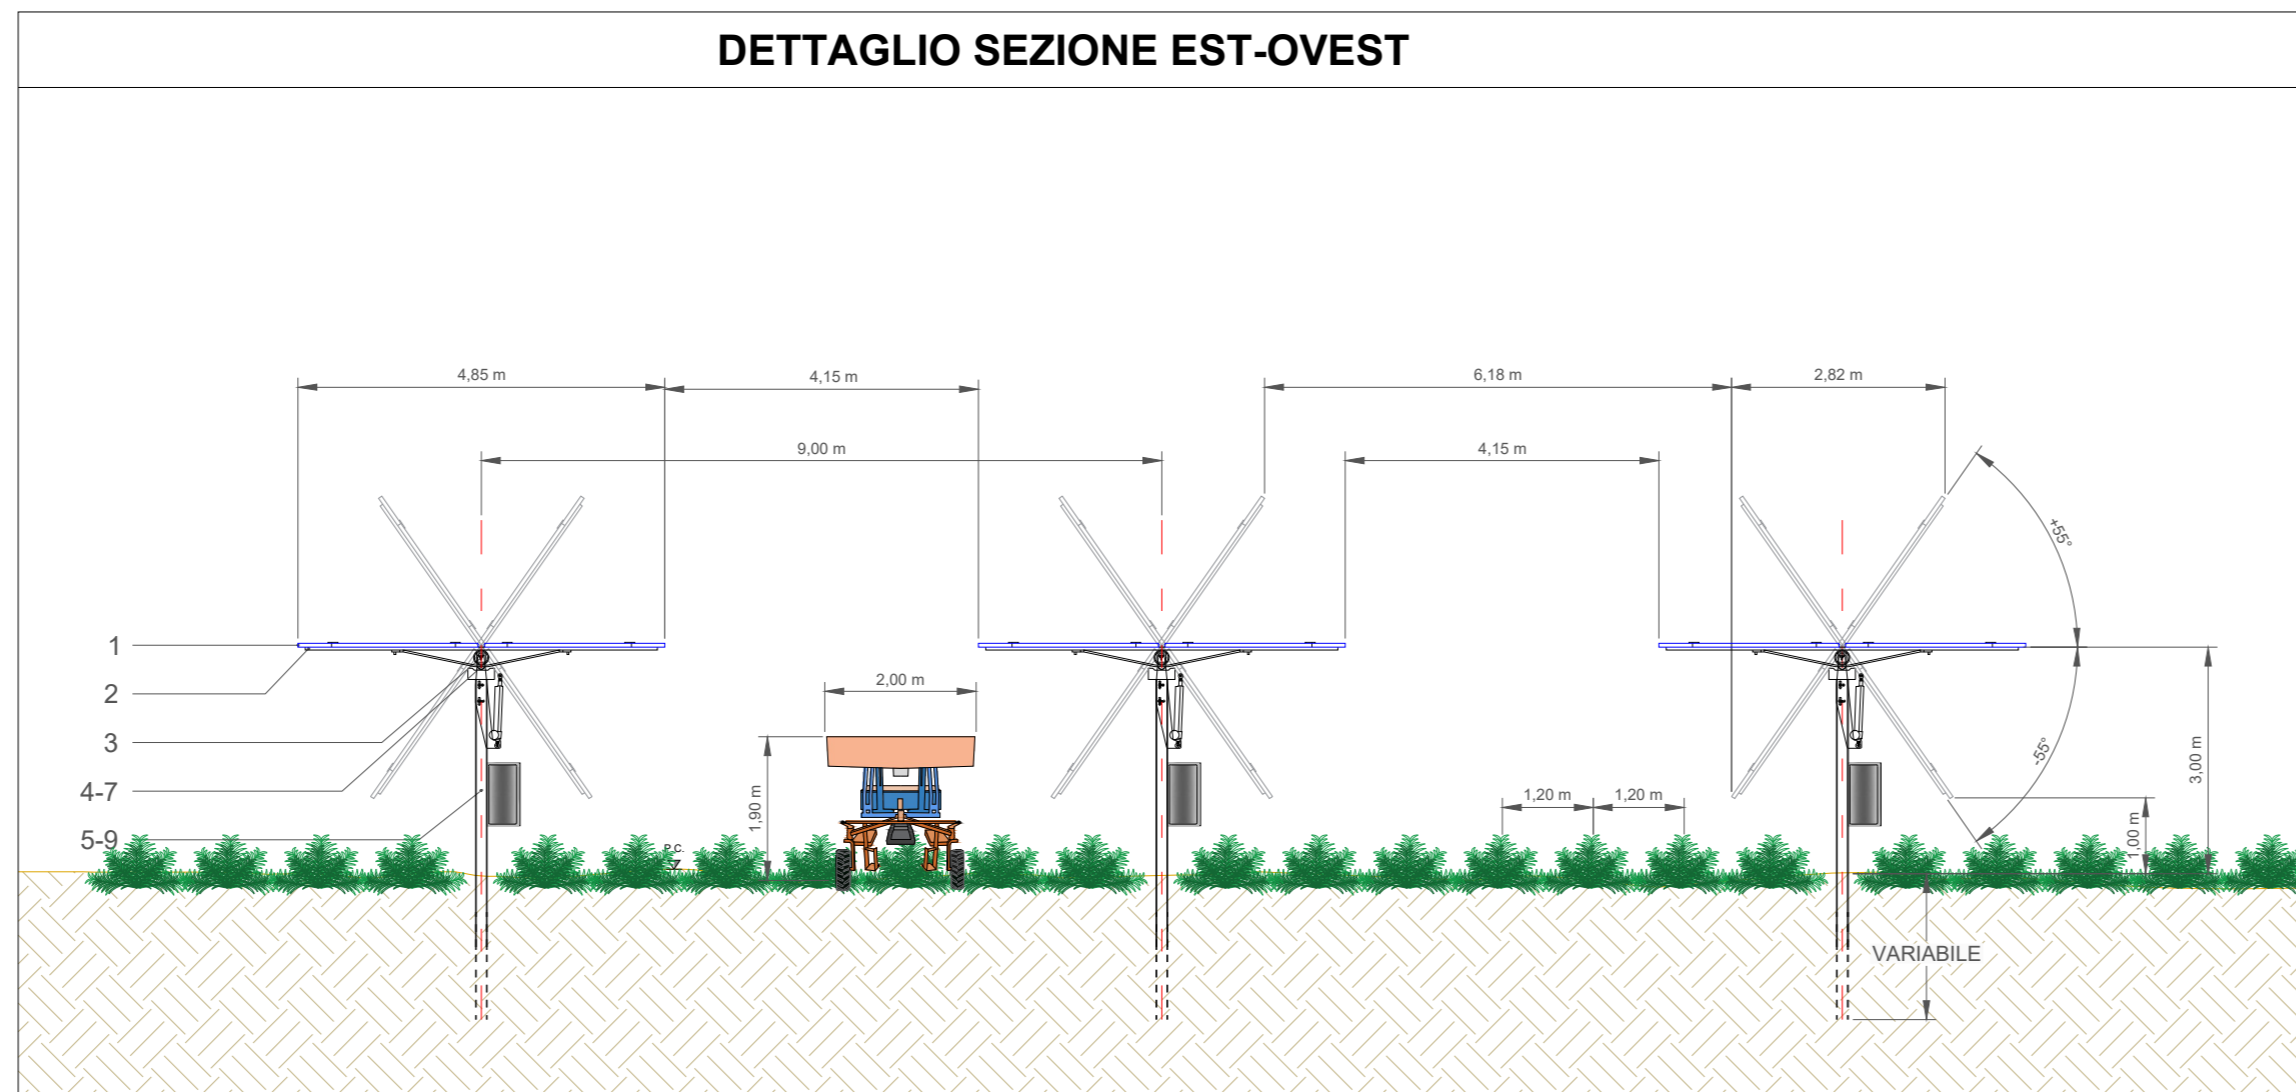 DETTAGLIO SEZIONE EST-OVEST
4,85 m
4,15 m
6,18 m
2,82 m
9,00 m
4,15 m
+55°
1
2
3
4-7
5-9
2,00 m
1,90 m
P.C.
1,20 m
1,20 m
-55°
3,00 m
1,00 m
VARIABILE